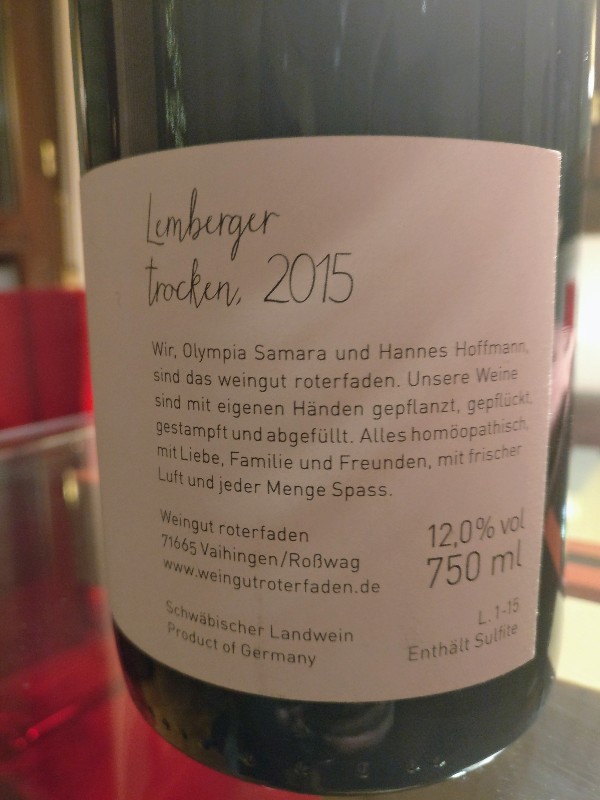 Lemberger
trocken, 2015
Wir, Olympia Samara und Hannes Hoffmann,
sind das weingut roterfaden. Unsere Weine
sind mit eigenen Händen gepflanzt, gepflückt,
gestampft und abgefüllt. Alles homöopathisch,
mit Liebe, Familie und Freunden, mit frischer
Luft und jeder Menge Spass.
Weingut roterfaden
71665 Vaihingen/Roßwag
www.weingutroterfaden.de
12,0% vol
750 ml
Schwäbischer Landwein
Product of Germany
L. 1-15
Enthält Sulfite